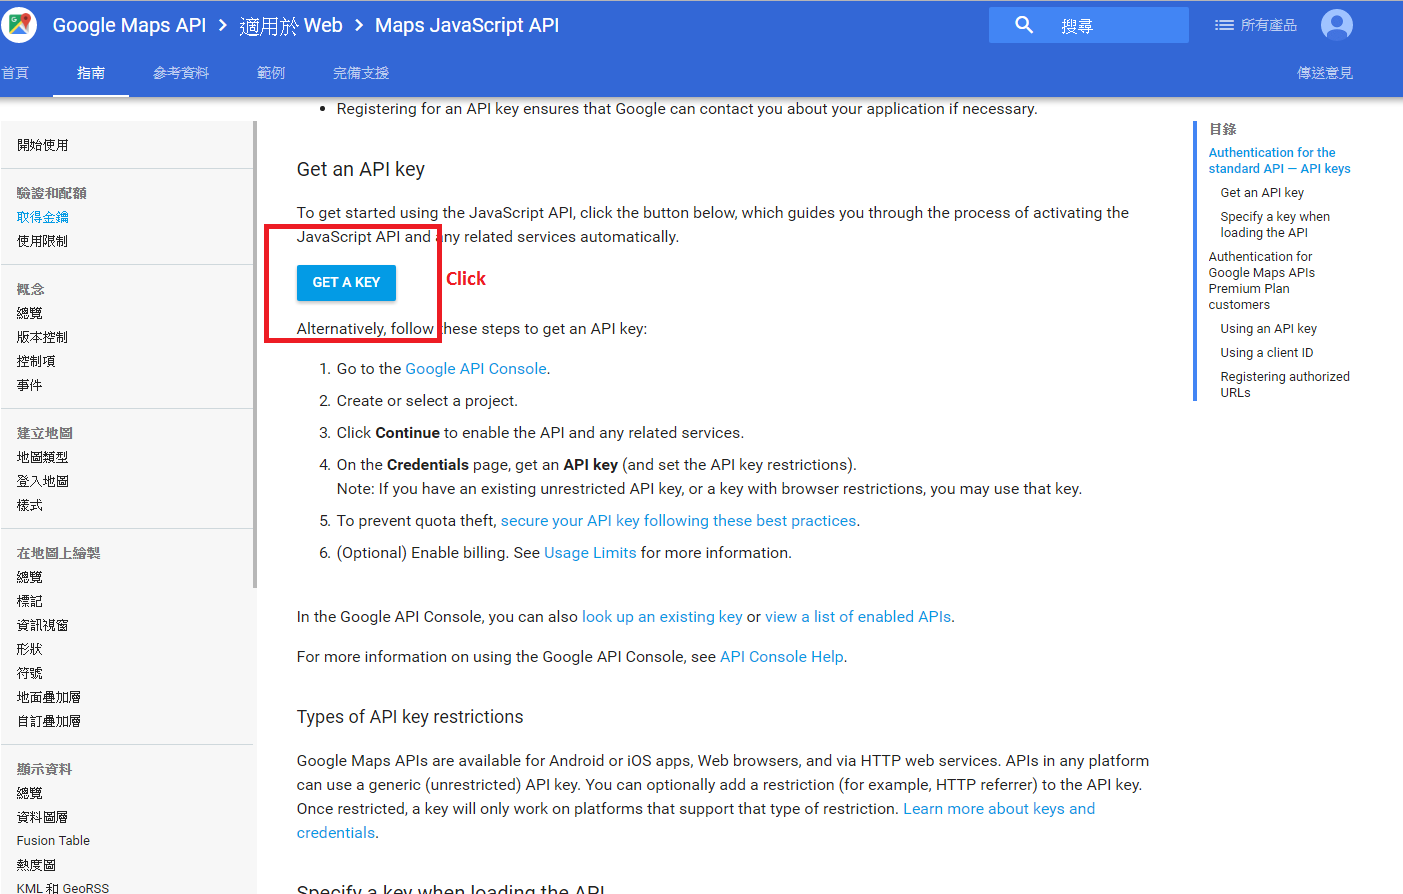 Google Maps API > 適用於 Web > Maps JavaScript API
搜尋
所有產品
首頁 指南 參考資料 範例 完備支援 傳送意見
開始使用
驗證和配額
取得金鑰
使用限制
概念
總覽
版本控制
控制項
事件
建立地圖
地圖類型
登入地圖
樣式
在地圖上繪製
總覽
標記
資訊視窗
形狀
符號
地面疊加層
自訂疊加層
顯示資料
總覽
資料圖層
Fusion Table
熱度圖
KML 和 GeoRSS
• Registering for an API key ensures that Google can contact you about your application if necessary.
Get an API key
To get started using the JavaScript API, click the button below, which guides you through the process of activating the
JavaScript API and any related services automatically.
GET A KEY
Click
Alternatively, follow these steps to get an API key:
1. Go to the Google API Console.
2. Create or select a project.
3. Click Continue to enable the API and any related services.
4. On the Credentials page, get an API key (and set the API key restrictions).
Note: If you have an existing unrestricted API key, or a key with browser restrictions, you may use that key.
5. To prevent quota theft, secure your API key following these best practices.
6. (Optional) Enable billing. See Usage Limits for more information.
In the Google API Console, you can also look up an existing key or view a list of enabled APIs.
For more information on using the Google API Console, see API Console Help.
Types of API key restrictions
Google Maps APIs are available for Android or iOS apps, Web browsers, and via HTTP web services. APIs in any platform
can use a generic (unrestricted) API key. You can optionally add a restriction (for example, HTTP referrer) to the API key.
Once restricted, a key will only work on platforms that support that type of restriction. Learn more about keys and
credentials.
Specify a key when loading the API
目錄
Authentication for the
standard API — API keys
Get an API key
Specify a key when
loading the API
Authentication for
Google Maps APIs
Premium Plan
customers
Using an API key
Using a client ID
Registering authorized
URLs